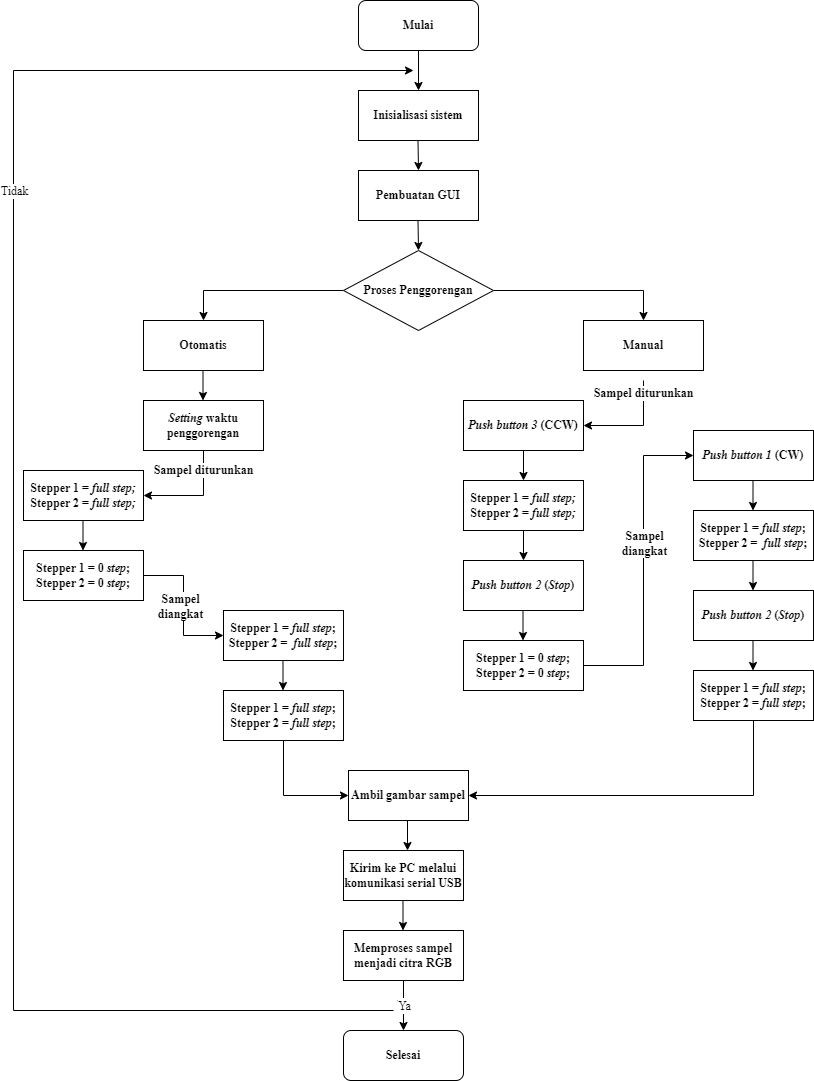 Mulai
Inisialisasi sistem
Tidak
Pembuatan GUI
Proses Penggorengan
Otomatis
Setting waktu
penggorengan
Sampel diturunkan
Stepper 1 = full step;
Stepper 2 = full step;
Stepper 1 = 0 step;
Stepper 2 = 0 step;
Sampel
diangkat
Stepper 1 = full step;
Stepper 2 = full step;
Stepper 1 = full step;
Stepper 2 = full step;
Manual
Sampel diturunkan
Push button 3 (CCW)
Stepper 1 = full step;
Stepper 2 = full step;
Push button 2 (Stop)
Stepper 1 = 0 step;
Stepper 2 = 0 step;
Sampel
diangkat
Push button 1 (CW)
Stepper 1 = full step;
Stepper 2 = full step;
Push button 2 (Stop)
Stepper 1 = full step;
Stepper 2 = full step;
Ambil gambar sampel
Kirim ke PC melalui
komunikasi serial USB
Memproses sampel
menjadi citra RGB
Ya
Selesai